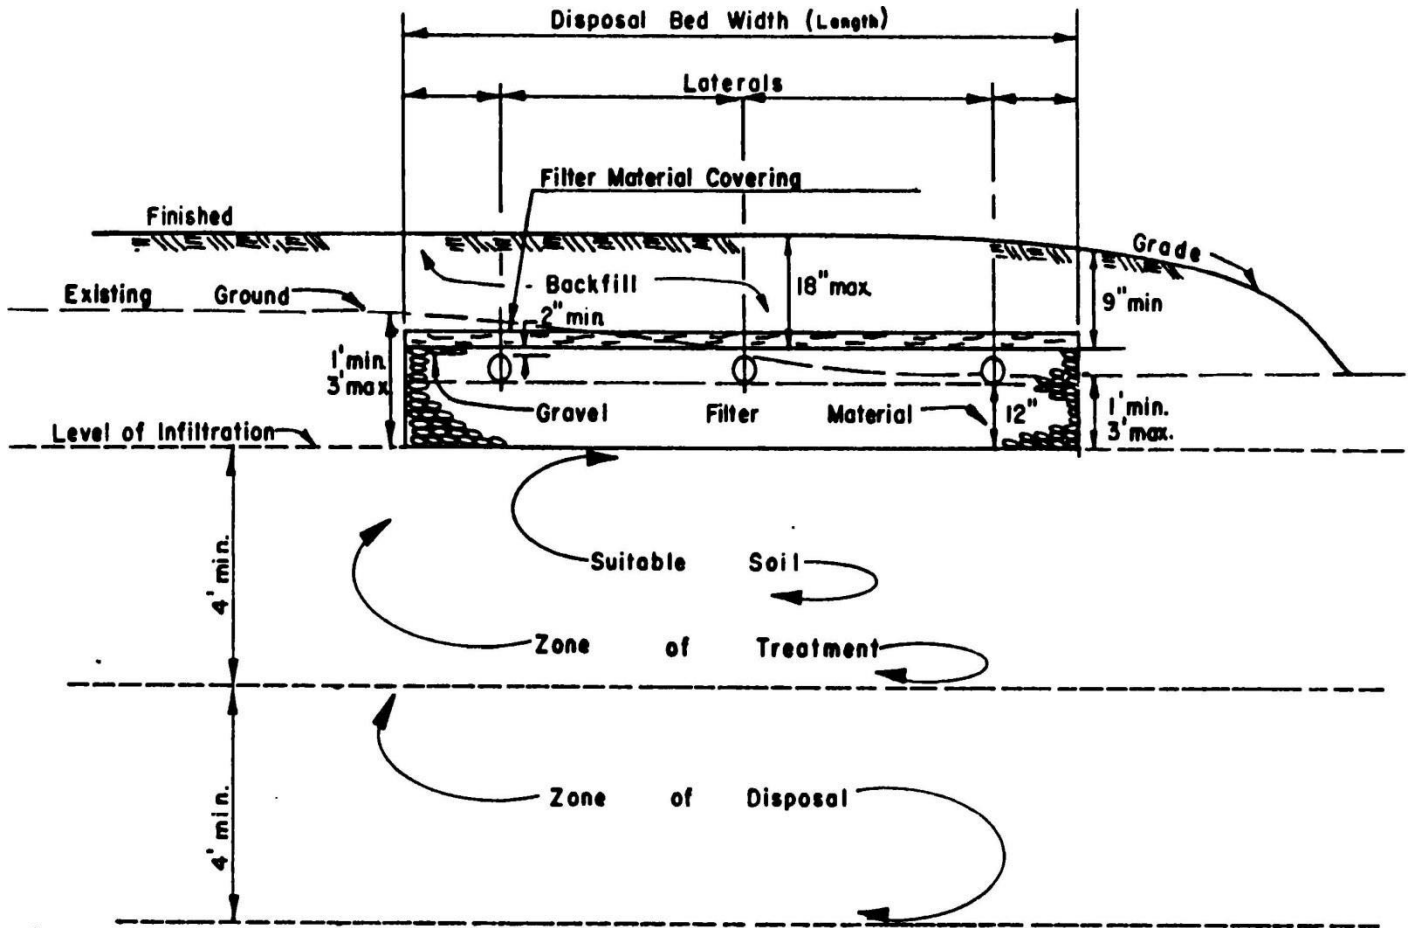 Disposal Bed Width (Length)
Laterals
Filter Material Covering
Finished
Grade
Existing Ground
Backfill
18" max.
9" min
2" min.
1' min.
3' max
Gravel Filter Material
12"
1' min.
3' max.
Level of Infiltration
4' min.
Suitable Soil
Zone of Treatment
4' min.
Zone of Disposal